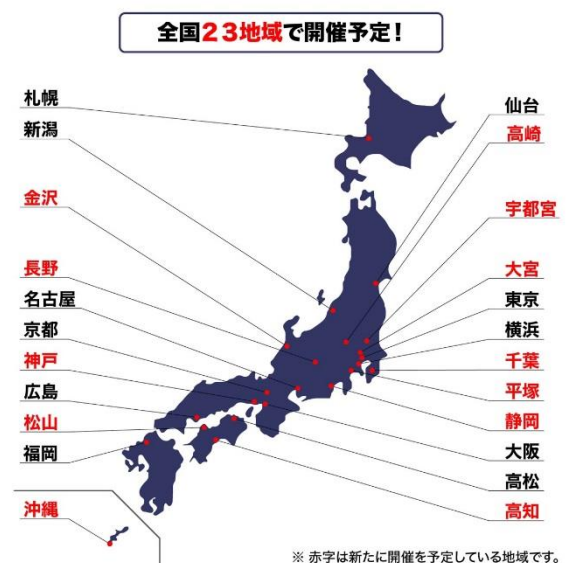 全国２３地域で開催予定！
札幌
新潟
金沢
長野
名古屋
京都
神戸
広島
松山
福岡
沖縄
仙台
高崎
宇都宮
大宮
東京
横浜
千葉
平塚
静岡
大阪
高松
高知
※ 赤字は新たに開催を予定している地域です。